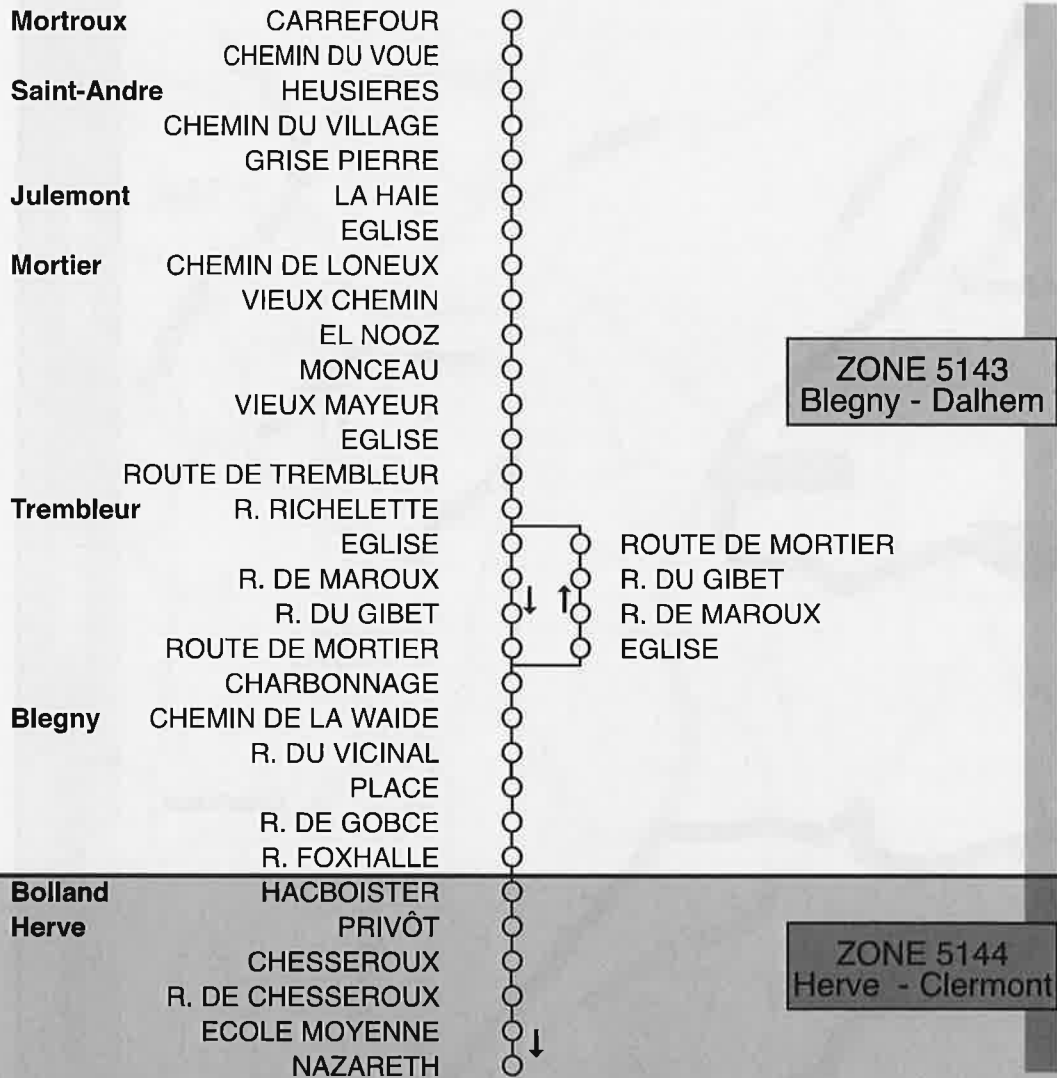 Mortroux CARREFOUR
CHEMIN DU VOUE
Saint-Andre HEUSIERES
CHEMIN DU VILLAGE
GRISE PIERRE
Julemont LA HAIE
EGLISE
Mortier CHEMIN DE LONEUX
VIEUX CHEMIN
EL NOOZ
MONCEAU
VIEUX MAYEUR
EGLISE
ROUTE DE TREMBLEUR
ZONE 5143
Blegny - Dalhem
Trembleur R. RICHELETTE
EGLISE ROUTE DE MORTIER
R. DE MAROUX R. DU GIBET
R. DU GIBET R. DE MAROUX
ROUTE DE MORTIER EGLISE
CHARBONNAGE
Blegny CHEMIN DE LA WAIDE
R. DU VICINAL
PLACE
R. DE GOBCE
R. FOXHALLE
Bolland HACBOISTER
Herve PRIVÔT
CHESSEROUX
R. DE CHESSEROUX
ECOLE MOYENNE
NAZARETH
ZONE 5144
Herve - Clermont